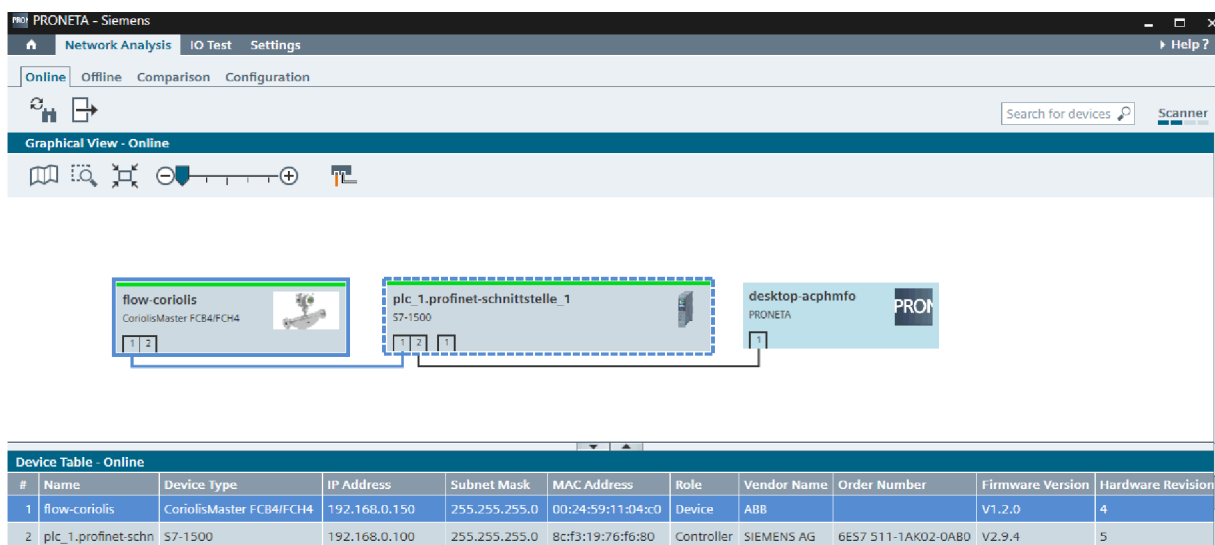 PRONETA - Siemens
Network Analysis IO Test Settings Help ?
Online Offline Comparison Configuration
Search for devices Scanner
Graphical View - Online
flow-coriolis
CoriolisMaster FCB4/FCH4
1 2
plc_1.profinet-schnittstelle_1
S7-1500
1 2 1
desktop-acphmfo
PRONETA
1
Device Table - Online
# Name Device Type IP Address Subnet Mask MAC Address Role Vendor Name Order Number Firmware Version Hardware Revision
1 flow-coriolis CoriolisMaster FCB4/FCH4 192.168.0.150 255.255.255.0 00:24:59:11:04:c0 Device ABB V1.2.0 4
2 plc_1.profinet-schn S7-1500 192.168.0.100 255.255.255.0 8c:f3:19:76:f6:80 Controller SIEMENS AG 6ES7 511-1AK02-0AB0 V2.9.4 5